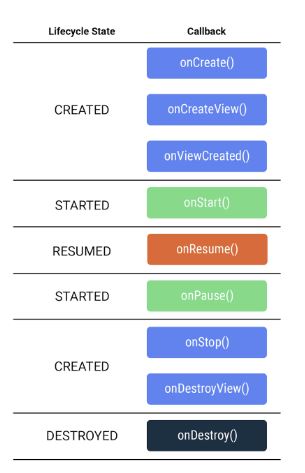 Lifecycle State Callback
onCreate()
CREATED onCreateView()
onViewCreated()
STARTED onStart()
RESUMED onResume()
STARTED onPause()
onStop()
CREATED
onDestroyView()
DESTROYED onDestroy()